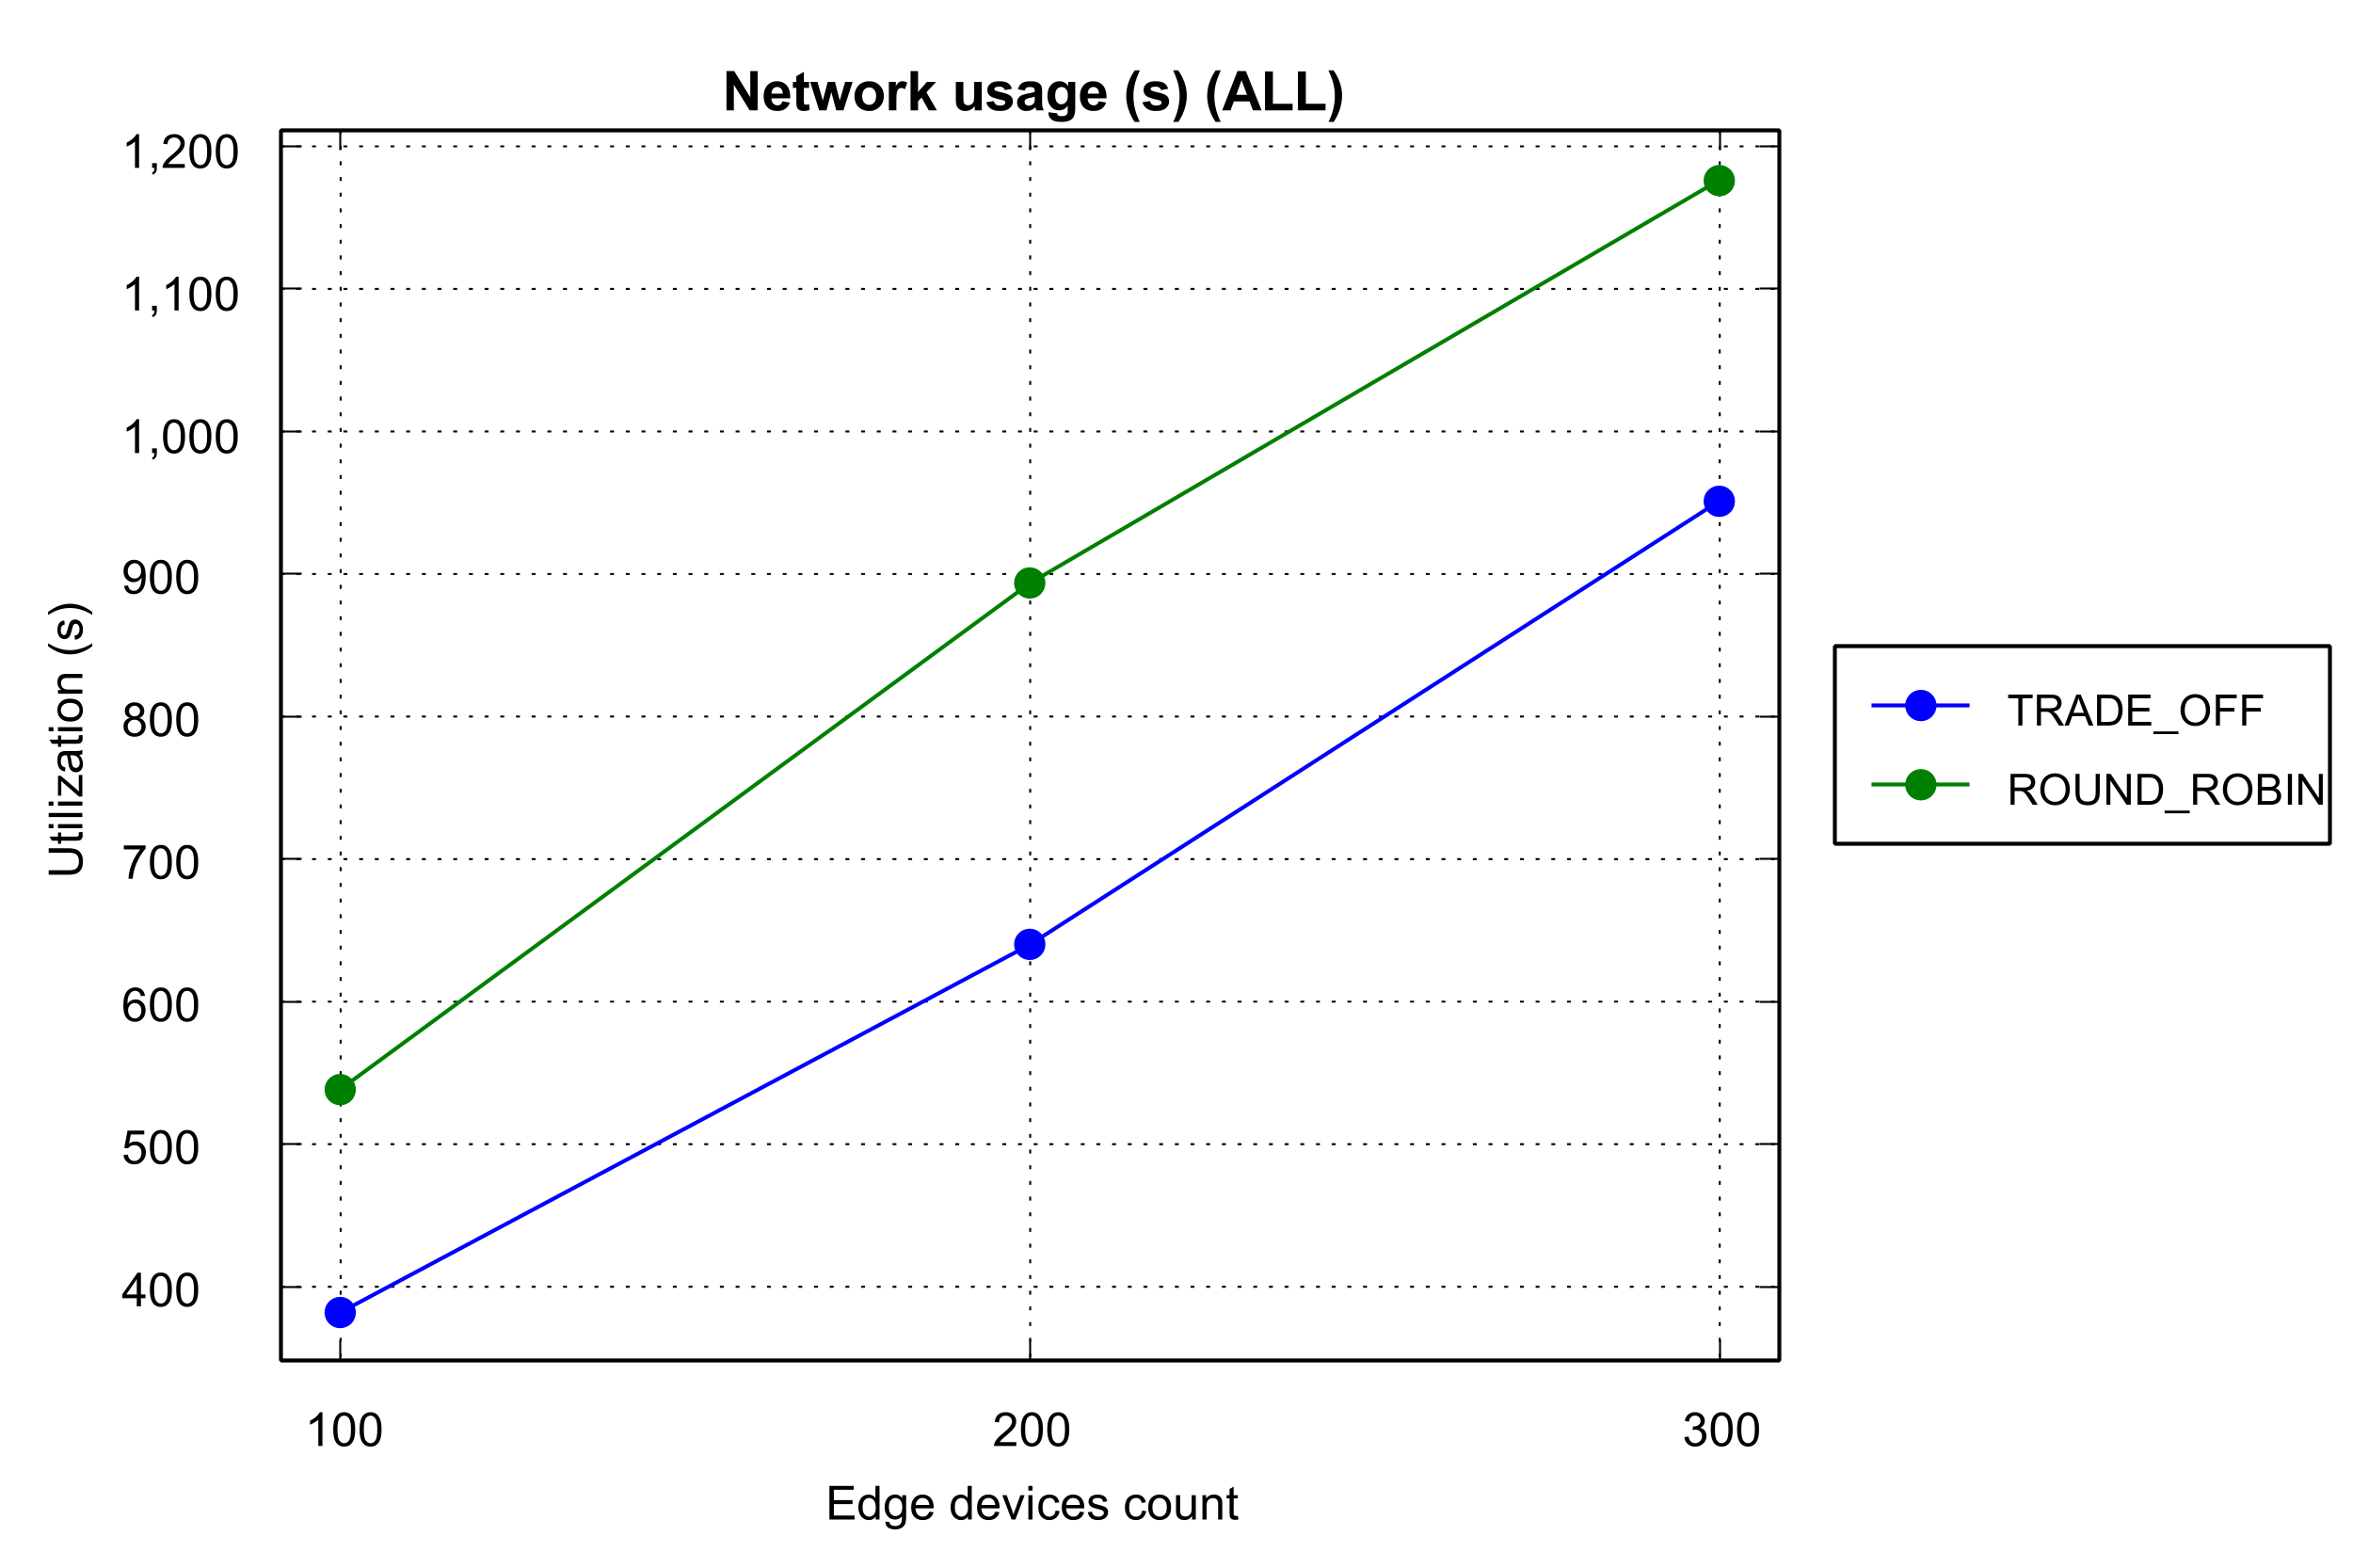 Network usage (s) (ALL)
1,200
1,100
1,000
900
800
700
600
500
400
Utilization (s)
100 200 300
Edge devices count
TRADE_OFF
ROUND_ROBIN